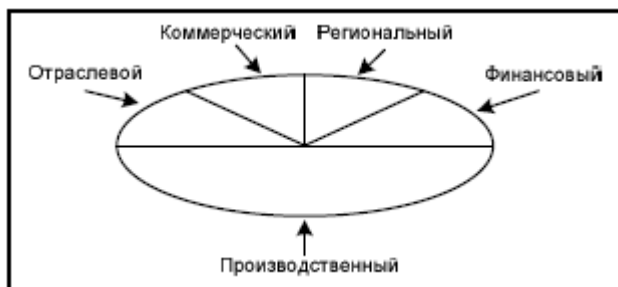 Коммерческий Региональный
Отраслевой Финансовый
Производственный